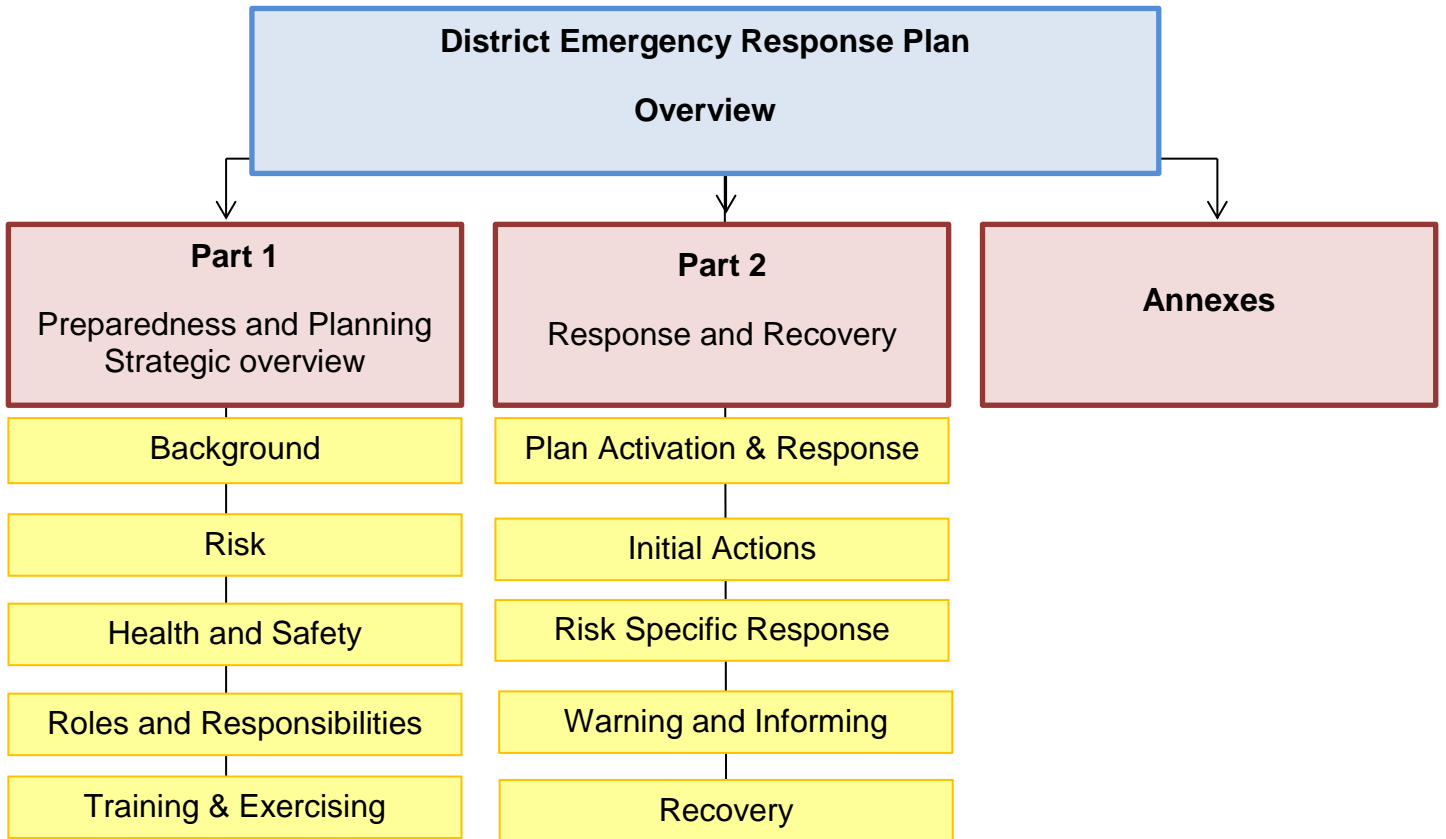 District Emergency Response Plan
Overview
Part 1
Preparedness and Planning
Strategic overview
Background
Risk
Health and Safety
Roles and Responsibilities
Training & Exercising
Part 2
Response and Recovery
Plan Activation & Response
Initial Actions
Risk Specific Response
Warning and Informing
Recovery
Annexes